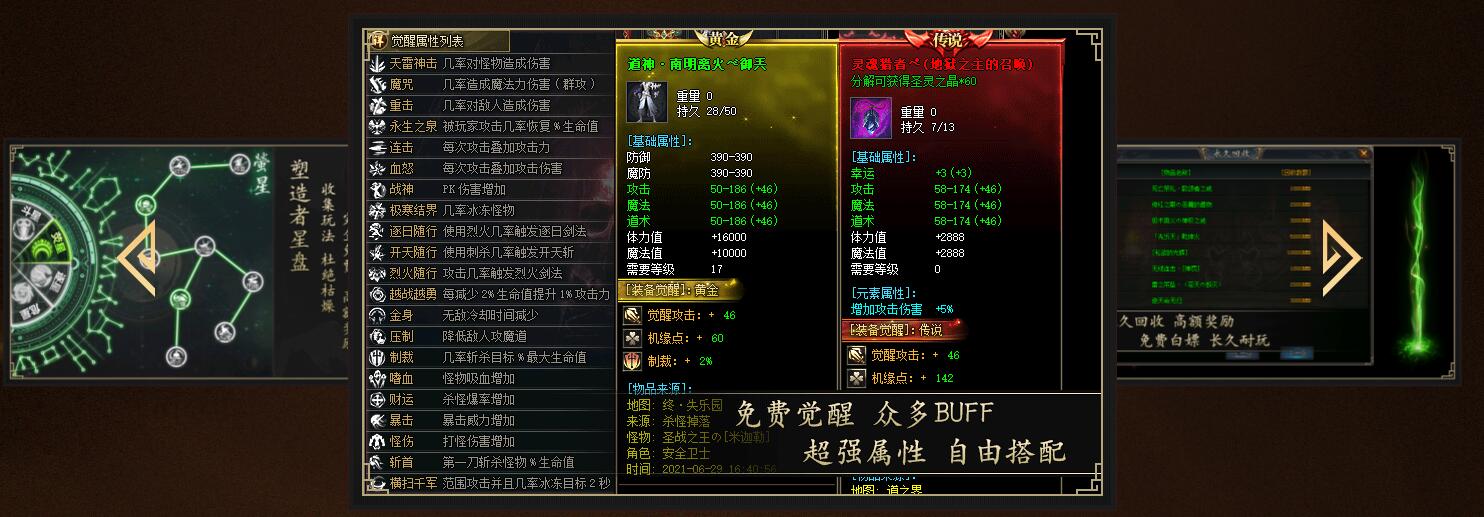 萤星
塑造者星盘
收集玩法 杜绝枯燥
斗星
觉醒属性列表
天雷神击 几率对怪物造成伤害
魔咒 几率造成魔法力伤害（群攻）
重击 几率对敌人造成伤害
永生之泉 被玩家攻击几率恢复%生命值
连击 每次攻击叠加攻击力
血怒 每次攻击叠加攻击伤害
战神 PK伤害增加
极寒结界 几率冰冻怪物
逐日随行 使用烈火几率触发逐日剑法
开天随行 使用刺杀几率触发开天斩
烈火随行 攻击几率触发烈火剑法
越战越勇 每减少2%生命值提升1%攻击力
金身 无敌冷却时间减少
压制 降低敌人攻魔道
制裁 几率斩杀目标%最大生命值
嗜血 怪物吸血增加
财运 杀怪爆率增加
暴击 暴击威力增加
怪伤 打怪伤害增加
斩首 第一刀斩杀怪物%生命值
横扫千军 范围攻击并且几率冰冻目标2秒
黄金
道神·南明离火～御天
重量 0
持久 28/50
[基础属性]:
防御 390-390
魔防 390-390
攻击 50-186(+46)
魔法 50-186(+46)
道术 50-186(+46)
体力值 +16000
魔法值 +10000
需要等级 17
[装备觉醒]:黄金
觉醒攻击: + 46
机缘点: + 60
制裁: + 2%
[物品来源]:
地图: 终·失乐园
来源: 杀怪掉落
怪物: 圣战之王の[米迦勒]
角色: 安全卫士
时间: 2021-06-29 16:40:56
传说
灵魂猎者～(地狱之主的召唤)
分解可获得圣灵之晶*60
重量 0
持久 7/13
[基础属性]:
幸运 +3(+3)
攻击 58-174(+46)
魔法 58-174(+46)
道术 58-174(+46)
体力值 +2888
魔法值 +2888
需要等级 0
[元素属性]:
增加攻击伤害 +5%
[装备觉醒]:传说
觉醒攻击: + 46
机缘点: + 142
[物品来源]:
地图: 道之界
免费觉醒 众多BUFF
超强属性 自由搭配
永久回收
久回收 高额奖励
免费白嫖 长久耐玩